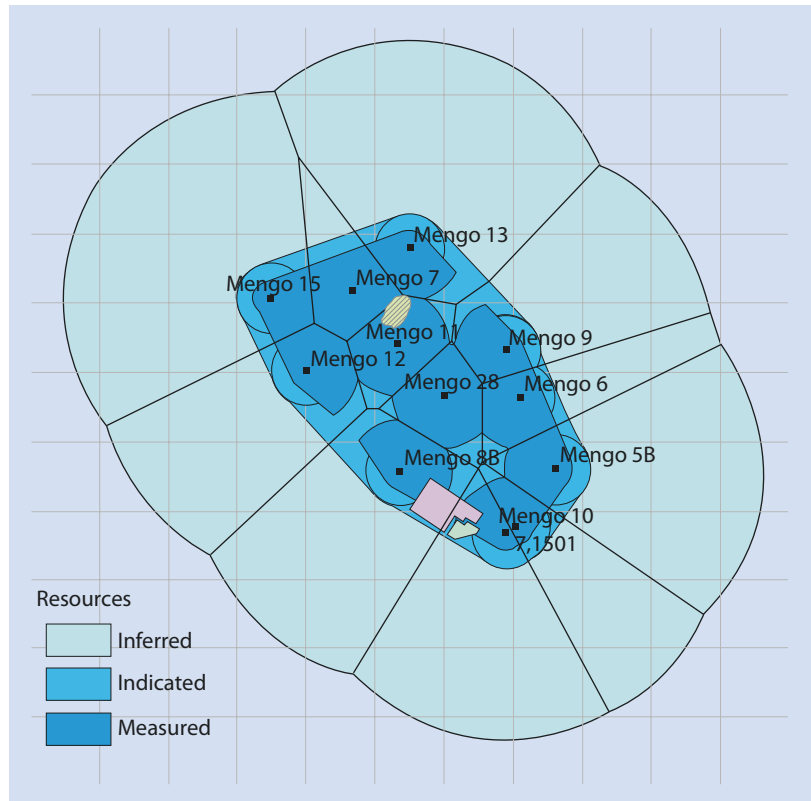 Mengo 13
Mengo 15
Mengo 7
Mengo 11
Mengo 9
Mengo 12
Mengo 28
Mengo 6
Mengo 8B
Mengo 5B
Mengo 10
7,1501
Resources
Inferred
Indicated
Measured